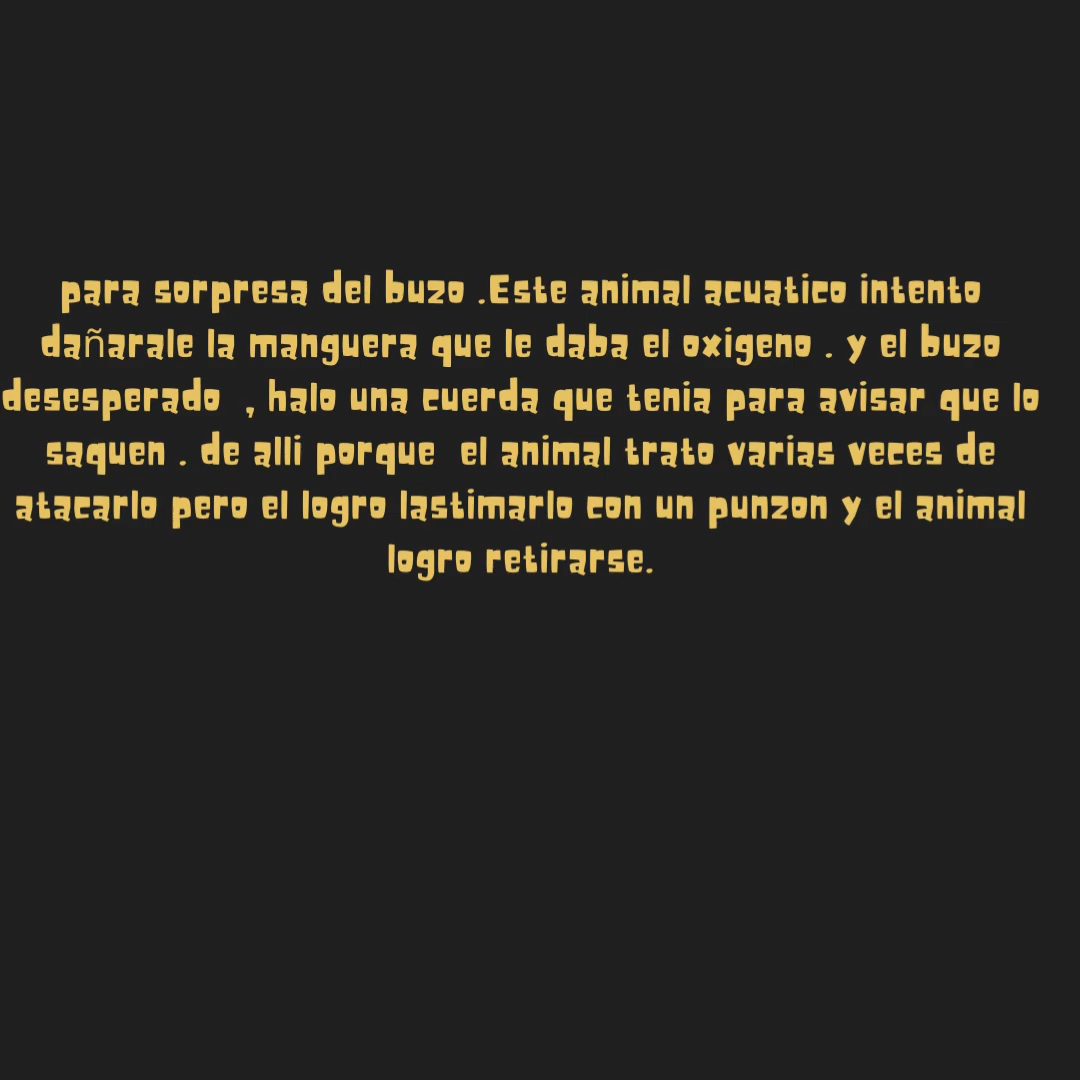 para sorpresa del buzo .Este animal acuatico intento
dañarale la manguera que le daba el oxigeno . y el buzo
desesperado , halo una cuerda que tenia para avisar que lo
saquen . de alli porque el animal trato varias veces de
atacarlo pero el logro lastimarlo con un punzon y el animal
logro retirarse.